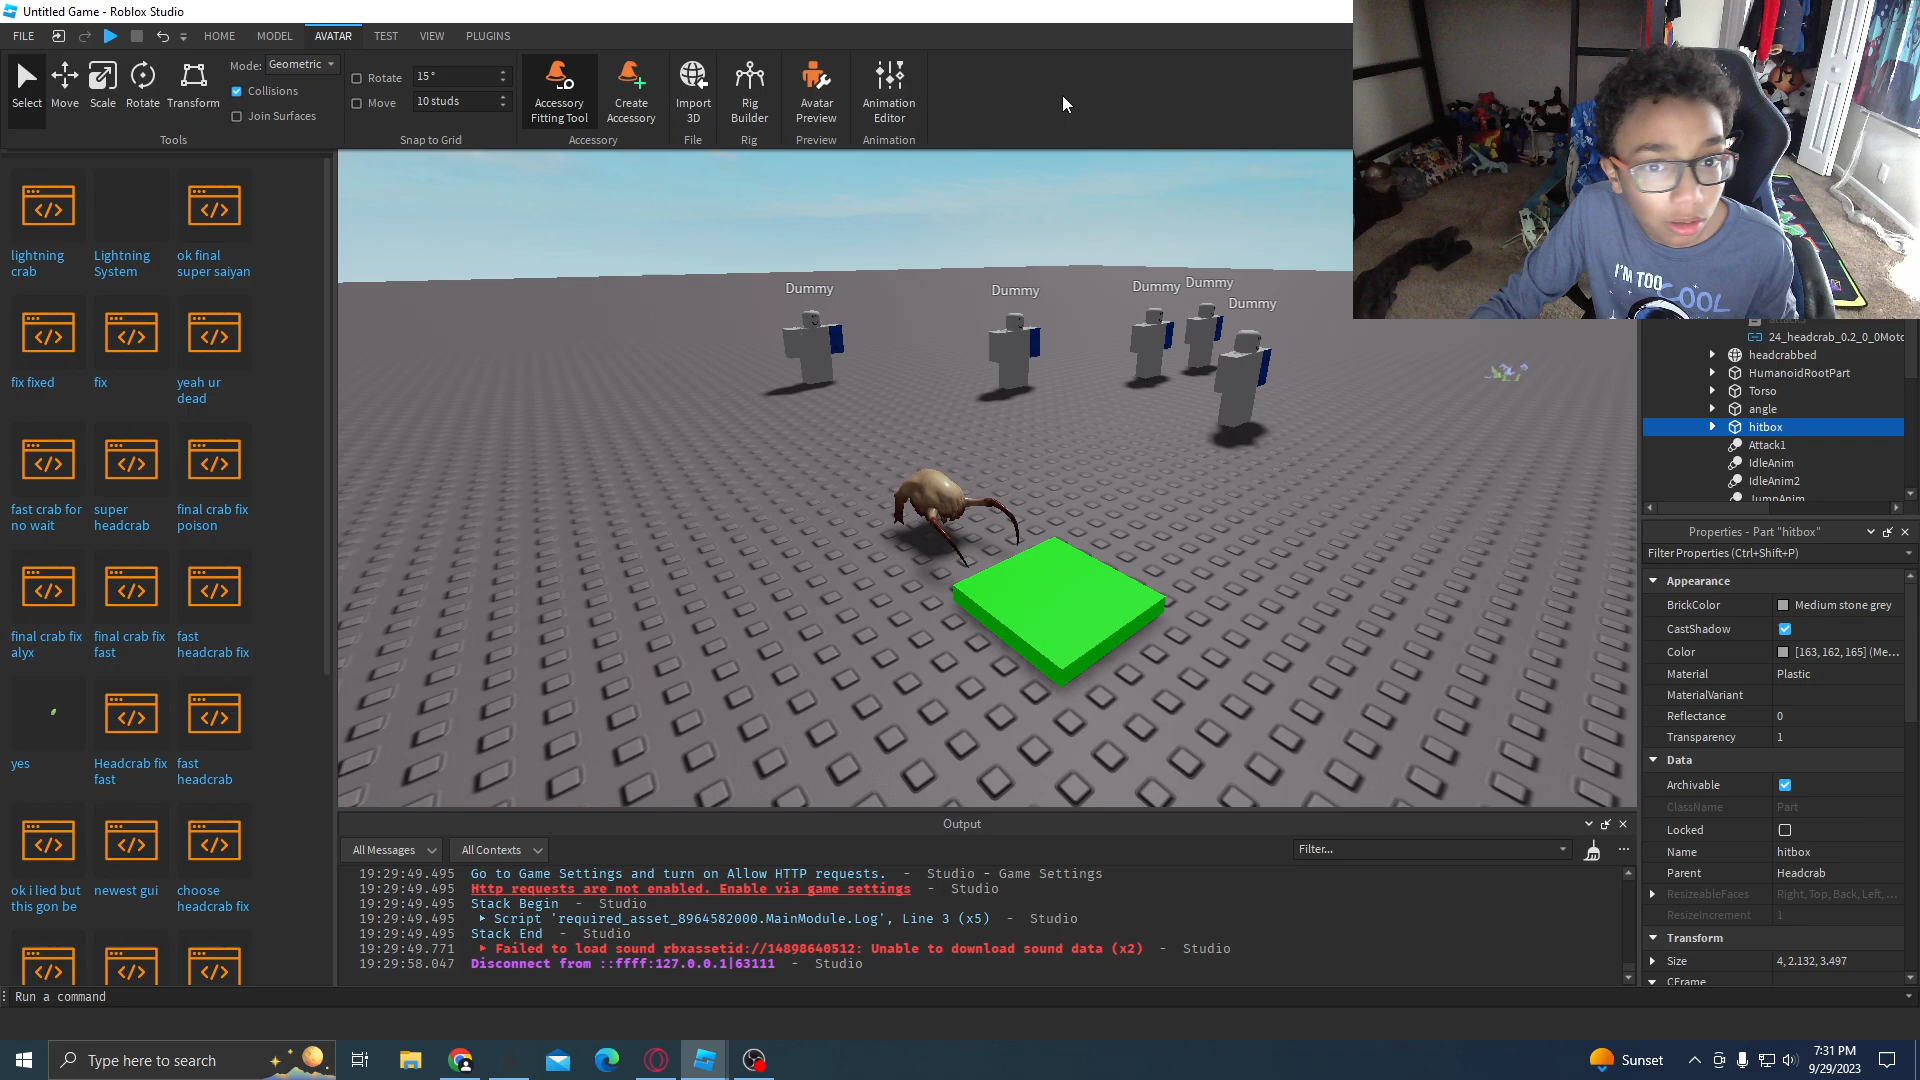 Untitled Game - Roblox Studio
FILE
HOME
MODEL
AVATAR
TEST
VIEW
PLUGINS
Select
Move
Scale
Rotate
Transform
Mode:
Geometric
Collisions
Join Surfaces
Tools
Rotate
15°
Move
10 studs
Snap to Grid
Accessory
Fitting Tool
Create
Accessory
Accessory
Import
3D
File
Rig
Builder
Rig
Avatar
Preview
Preview
Animation
Editor
Animation
I'M TOO
COOL
lightning
crab
Lightning
System
ok final
super saiyan
fix fixed
fix
yeah ur
dead
fast crab for
no wait
super
headcrab
final crab fix
poison
final crab fix
alyx
final crab fix
fast
fast
headcrab fix
yes
Headcrab fix
fast
fast
headcrab
ok i lied but
this gon be
newest gui
choose
headcrab fix
Dummy
Dummy
Dummy
Dummy
Dummy
24_headcrab_0.2_0_0Motc
headcrabbed
HumanoidRootPart
Torso
angle
hitbox
Attack1
IdleAnim
IdleAnim2
JumpAnim
Properties - Part "hitbox"
Filter Properties (Ctrl+Shift+P)
Appearance
BrickColor
Medium stone grey
CastShadow
Color
[163, 162, 165] (Me...
Material
Plastic
MaterialVariant
Reflectance
0
Transparency
1
Data
Archivable
ClassName
Part
Locked
Name
hitbox
Parent
Headcrab
ResizeableFaces
Right, Top, Back, Left, ...
ResizeIncrement
1
Transform
Size
4, 2.132, 3.497
CFrame
Output
All Messages
All Contexts
Filter...
19:29:49.495 Go to Game Settings and turn on Allow HTTP requests. - Studio - Game Settings
19:29:49.495 Http requests are not enabled. Enable via game settings - Studio
19:29:49.495 Stack Begin - Studio
19:29:49.495 Script 'required_asset_8964582000.MainModule.Log', Line 3 (x5) - Studio
19:29:49.495 Stack End - Studio
19:29:49.771 Failed to load sound rbxassetid://14898640512: Unable to download sound data (x2) - Studio
19:29:58.047 Disconnect from ::ffff:127.0.0.1|63111 - Studio
Run a command
Type here to search
Sunset
7:31 PM
9/29/2023